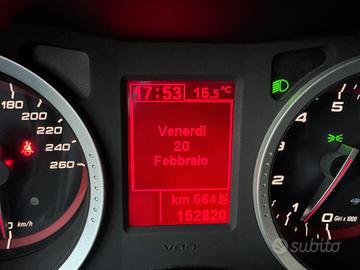 17:53 16.5°C
Venerdì
20
Febbraio
km 564
152820
VDO
180
220
240
260
km/h
5
4
3
2
1
0
Giri x 1000
subito